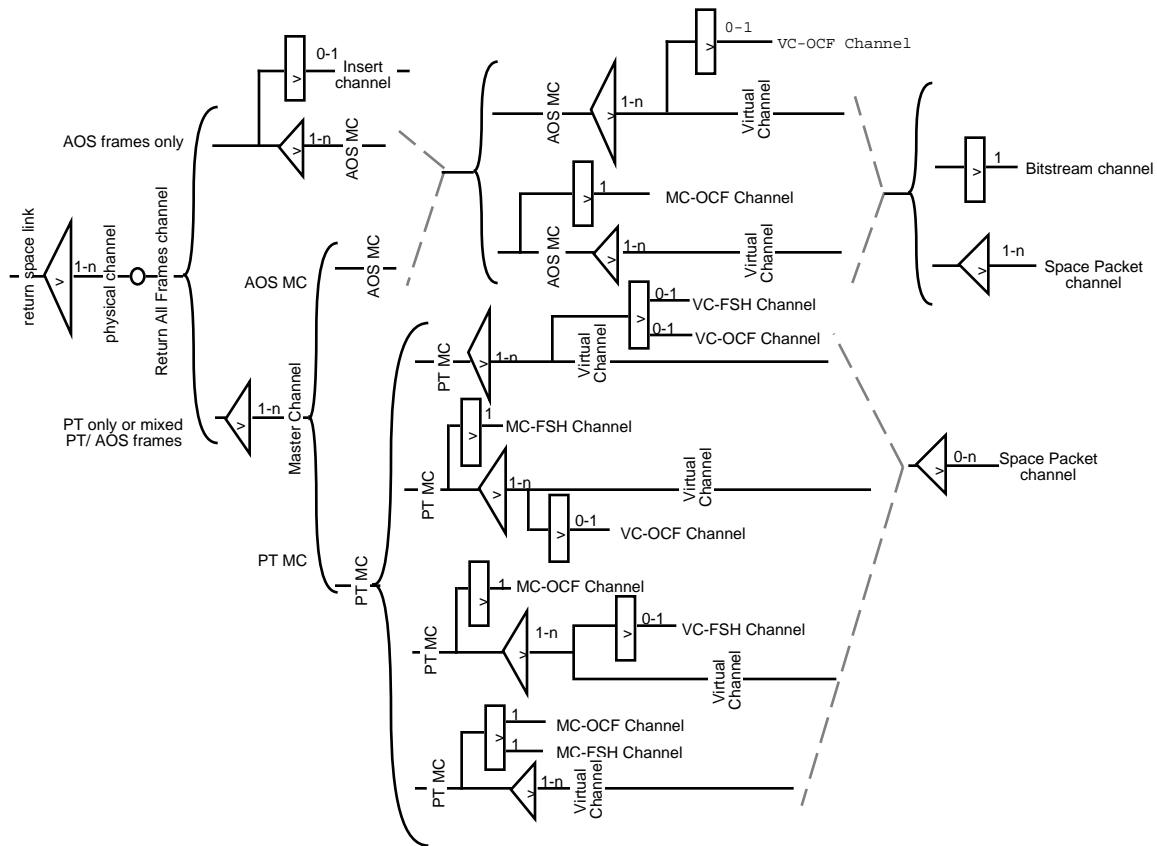 return space link
1-n
physical channel
Return All Frames channel
AOS frames only
0-1
Insert
channel
1-n
AOS MC
AOS MC
AOS MC
PT only or mixed
PT/ AOS frames
1-n
Master Channel
PT MC
PT MC
AOS MC
1-n
0-1
VC-OCF Channel
Virtual
Channel
1
MC-OCF Channel
AOS MC
1-n
Virtual
Channel
1
Bitstream channel
1-n
Space Packet
channel
PT MC
1-n
0-1
VC-FSH Channel
0-1
VC-OCF Channel
Virtual
Channel
1
MC-FSH Channel
PT MC
1-n
Virtual
Channel
0-1
VC-OCF Channel
0-n
Space Packet
channel
1
MC-OCF Channel
PT MC
1-n
0-1
VC-FSH Channel
Virtual
Channel
1
MC-OCF Channel
1
MC-FSH Channel
PT MC
1-n
Virtual
Channel